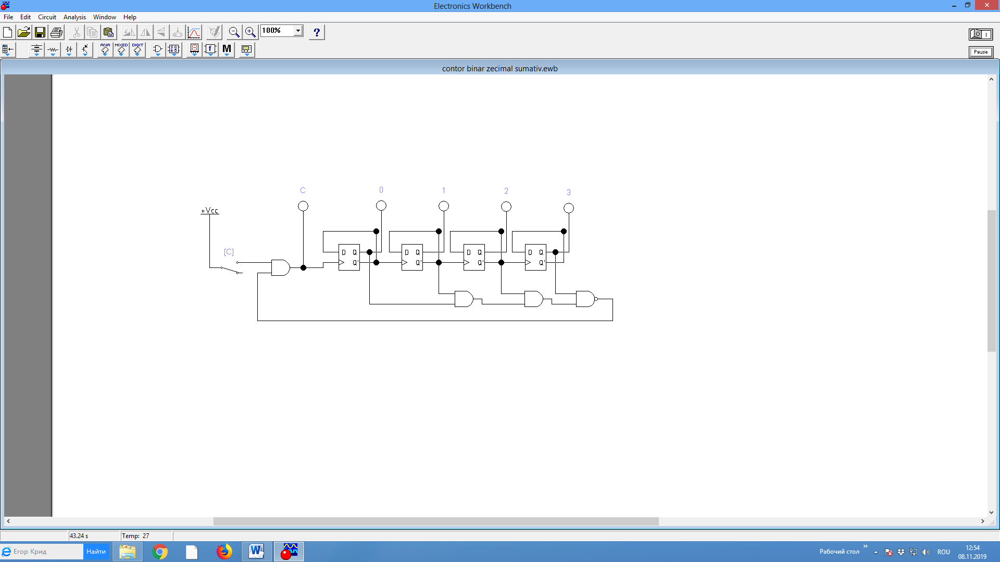 Electronics Workbench
File Edit Circuit Analysis Window Help
100%
?
ANA MIXED DIGIT
f M
Pause
contor binar zecimal sumativ.ewb
C 0 1 2 3
+Vcc
[C]
D Q D Q D Q D Q
Q' Q' Q' Q'
43.24 s Temp: 27
Егор Крид Найти Рабочий стол » ROU 12:54
08.11.2019